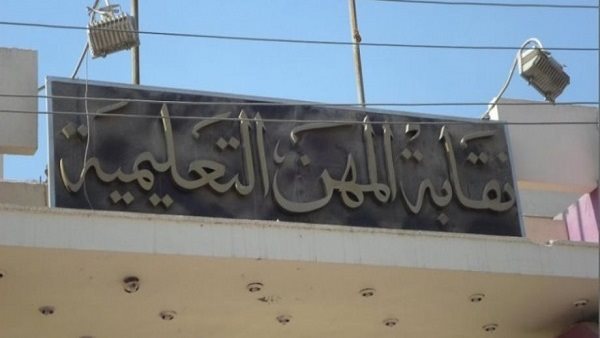 نقابة المهن التعليمية